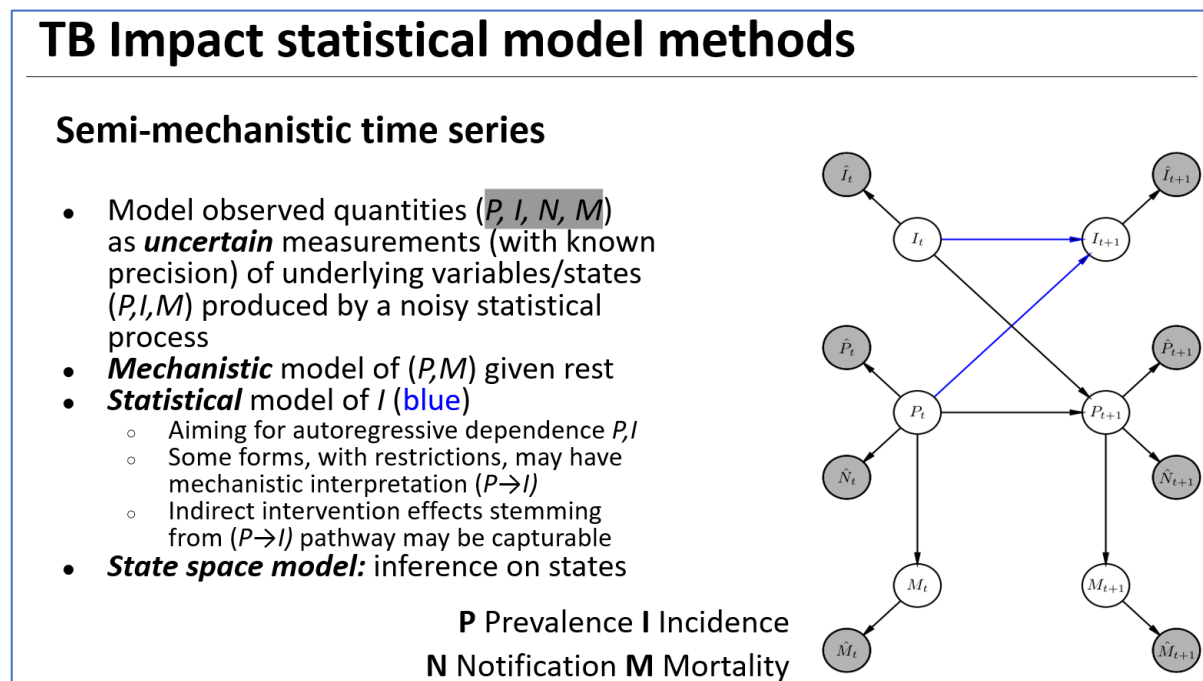 TB Impact statistical model methods
Semi-mechanistic time series
● Model observed quantities (P, I, N, M)
as uncertain measurements (with known
precision) of underlying variables/states
(P,I,M) produced by a noisy statistical
process
● Mechanistic model of (P,M) given rest
● Statistical model of I (blue)
○ Aiming for autoregressive dependence P,I
○ Some forms, with restrictions, may have
mechanistic interpretation (P→I)
○ Indirect intervention effects stemming
from (P→I) pathway may be capturable
● State space model: inference on states
P Prevalence I Incidence
N Notification M Mortality
Î_t
Î_{t+1}
I_t
I_{t+1}
P̂_t
P̂_{t+1}
P_t
P_{t+1}
N̂_t
N̂_{t+1}
M_t
M_{t+1}
M̂_t
M̂_{t+1}